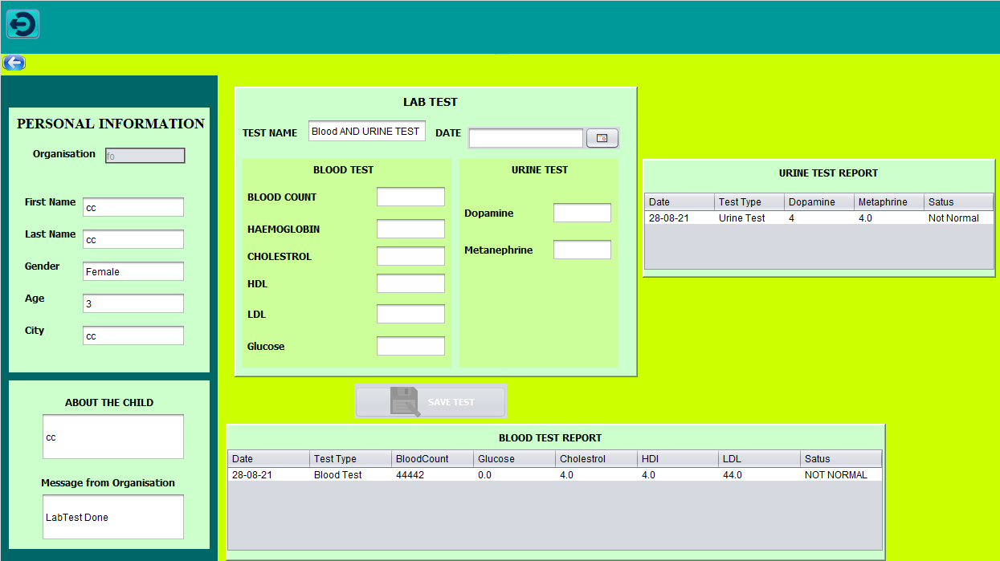 PERSONAL INFORMATION
Organisation fo
First Name cc
Last Name cc
Gender Female
Age 3
City cc
ABOUT THE CHILD
cc
Message from Organisation
LabTest Done
LAB TEST
TEST NAME Blood AND URINE TEST DATE
BLOOD TEST
BLOOD COUNT
HAEMOGLOBIN
CHOLESTROL
HDL
LDL
Glucose
URINE TEST
Dopamine
Metanephrine
SAVE TEST
URINE TEST REPORT
Date Test Type Dopamine Metaphrine Satus
28-08-21 Urine Test 4 4.0 Not Normal
BLOOD TEST REPORT
Date Test Type BloodCount Glucose Cholestrol HDI LDL Satus
28-08-21 Blood Test 44442 0.0 4.0 4.0 44.0 NOT NORMAL